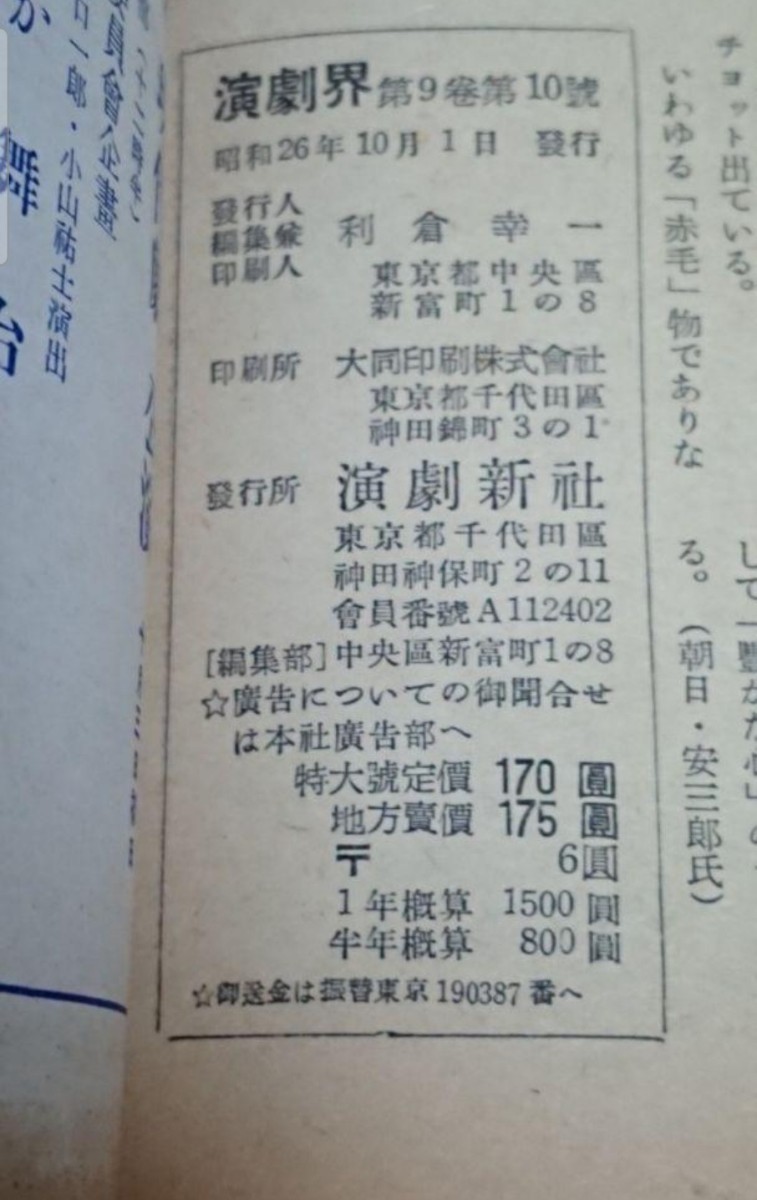 演劇界 第9卷第10號
昭和26年10月1日 發行
發行人
編集兼
印刷人
利倉幸一
東京都中央區
新富町1の8
印刷所 大同印刷株式會社
東京都千代田區
神田錦町3の1
發行所 演劇新社
東京都千代田區
神田神保町2の11
會員番號A112402
[編集部]中央區新富町1の8
☆廣告についての御聞合せ
は本社廣告部へ
特大號定價 170圓
地方賣價 175圓
〒 6圓
1年概算 1500圓
半年概算 800圓
☆御送金は振替東京190387番へ
チョット出ている。
いわゆる「赤毛」物でありな
る。(朝日・安三郎氏)
員會企畫
一郎・小山祐士演出